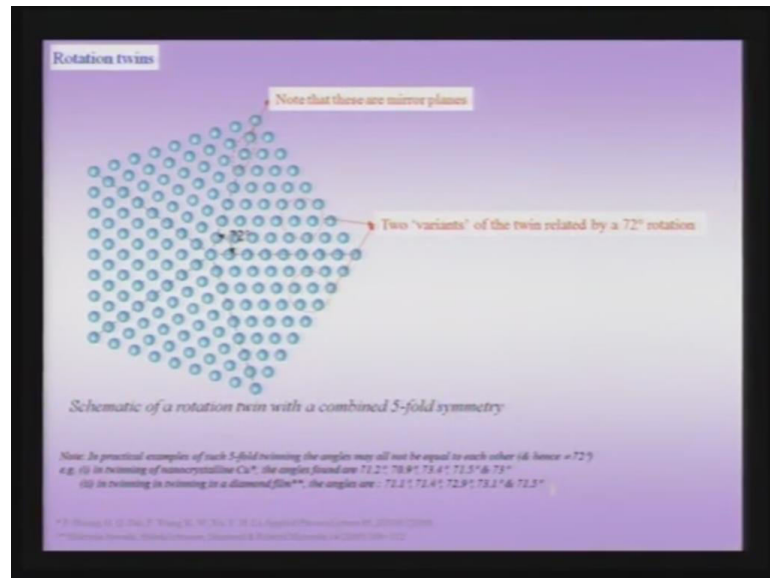 Rotation twins
Note that these are mirror planes
Two 'variants' of the twin related by a 72° rotation
72°
Schematic of a rotation twin with a combined 5-fold symmetry
Note: In practical examples of such 5-fold twinning the angles may all not be equal to each other (& hence = 72°)
e.g. (i) in twinning of nanocrystalline Cu*, the angles found are 71.2°, 70.9°, 73.4°, 71.5° & 73°
(ii) in twinning in twinning in a diamond film**, the angles are : 71.1°, 71.4°, 72.9°, 73.1° & 71.5°